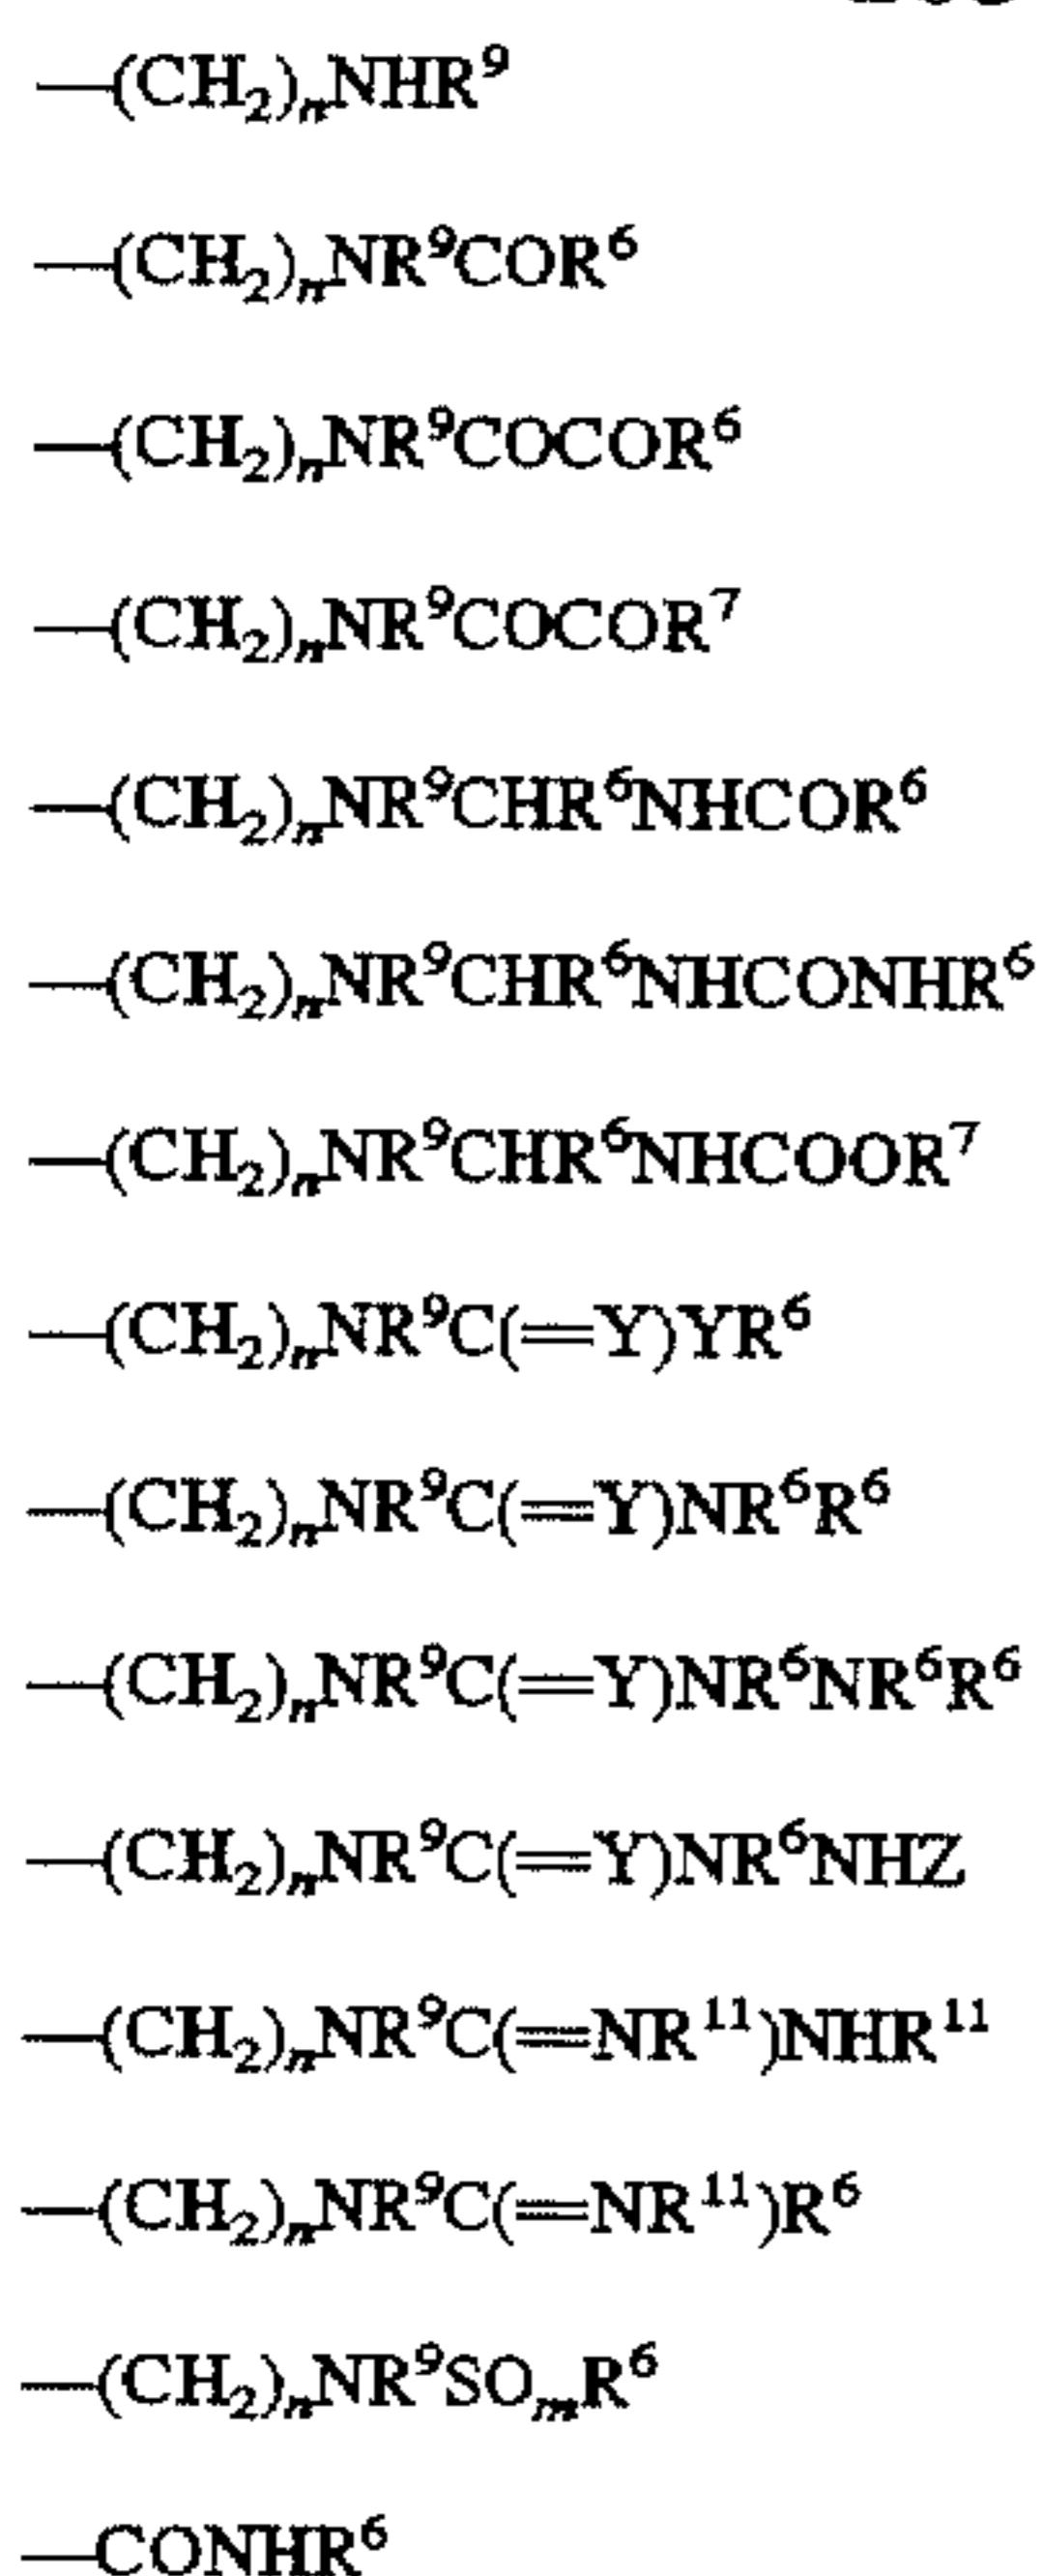 —(CH₂)ₙNHR⁹
—(CH₂)ₙNR⁹COR⁶
—(CH₂)ₙNR⁹COCOR⁶
—(CH₂)ₙNR⁹COCOR⁷
—(CH₂)ₙNR⁹CHR⁶NHCOR⁶
—(CH₂)ₙNR⁹CHR⁶NHCONHR⁶
—(CH₂)ₙNR⁹CHR⁶NHCOOR⁷
—(CH₂)ₙNR⁹C(=Y)YR⁶
—(CH₂)ₙNR⁹C(=Y)NR⁶R⁶
—(CH₂)ₙNR⁹C(=Y)NR⁶NR⁶R⁶
—(CH₂)ₙNR⁹C(=Y)NR⁶NHZ
—(CH₂)ₙNR⁹C(=NR¹¹)NHR¹¹
—(CH₂)ₙNR⁹C(=NR¹¹)R⁶
—(CH₂)ₙNR⁹SOₘR⁶
—CONHR⁶